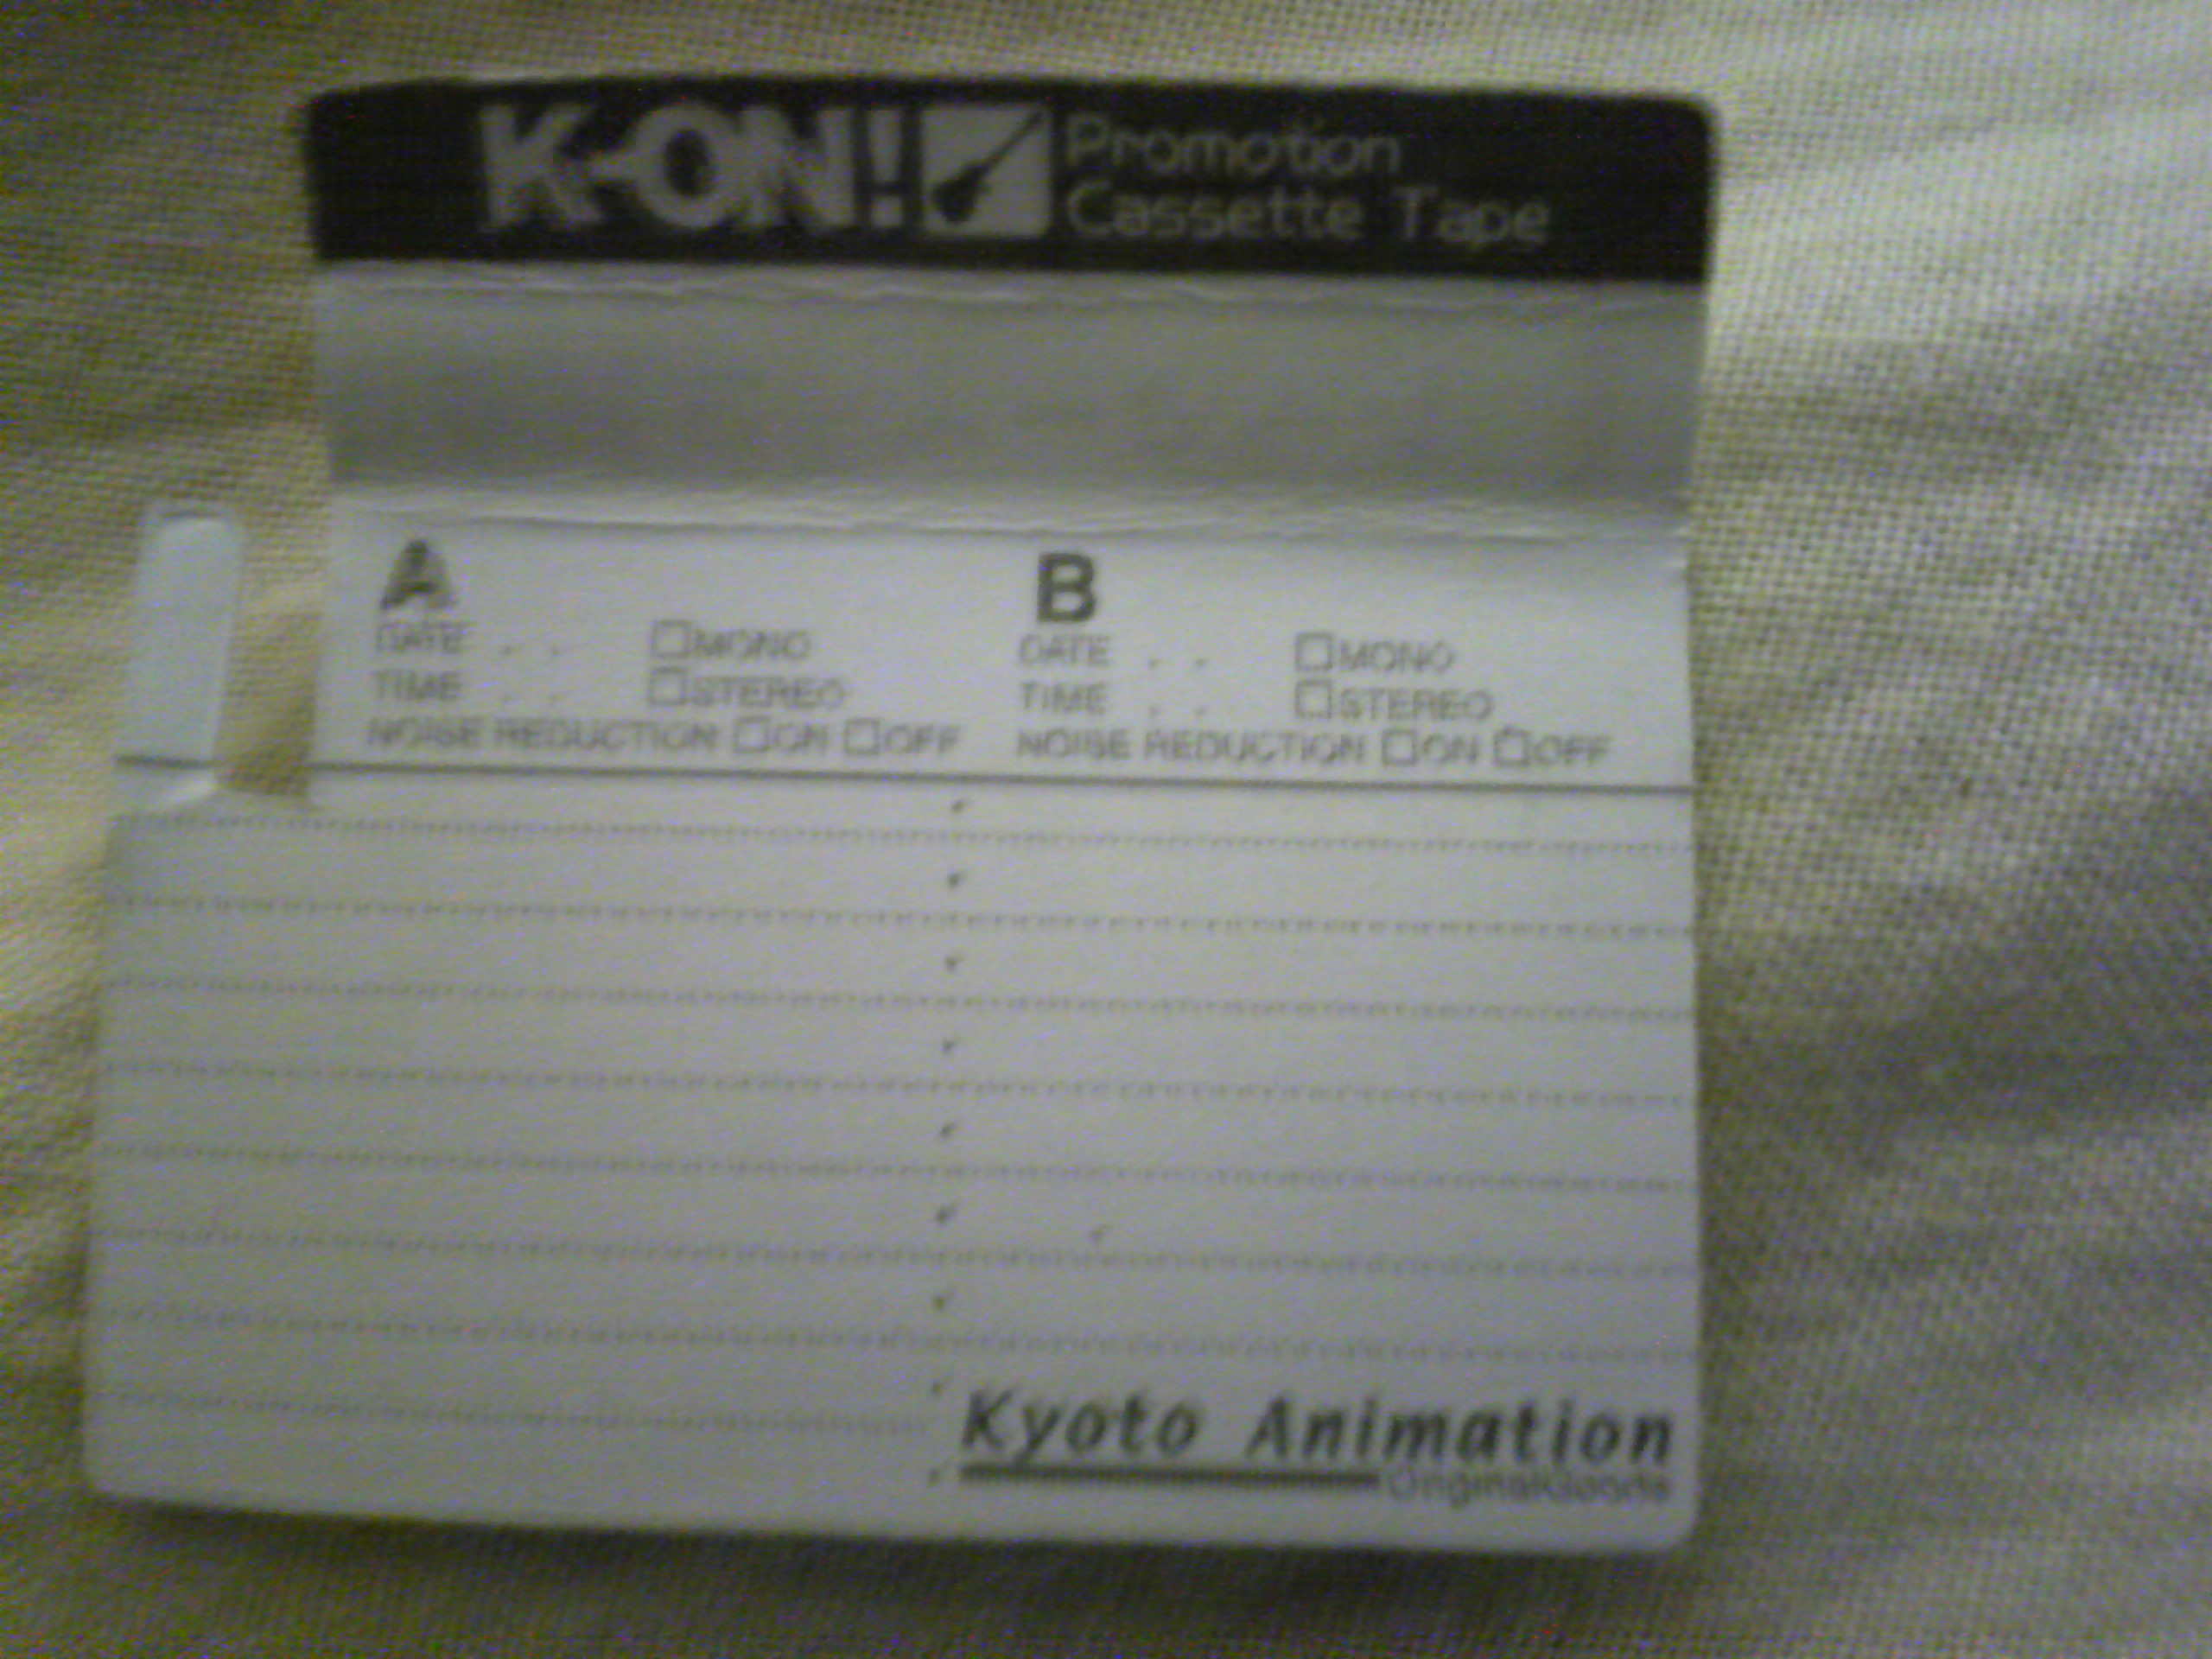 K-ON! Promotion
Cassette Tape
A
DATE . . □MONO
TIME . . □STEREO
NOISE REDUCTION □ON □OFF
B
DATE . . □MONO
TIME . . □STEREO
NOISE REDUCTION □ON □OFF
Kyoto Animation
OriginalGoods